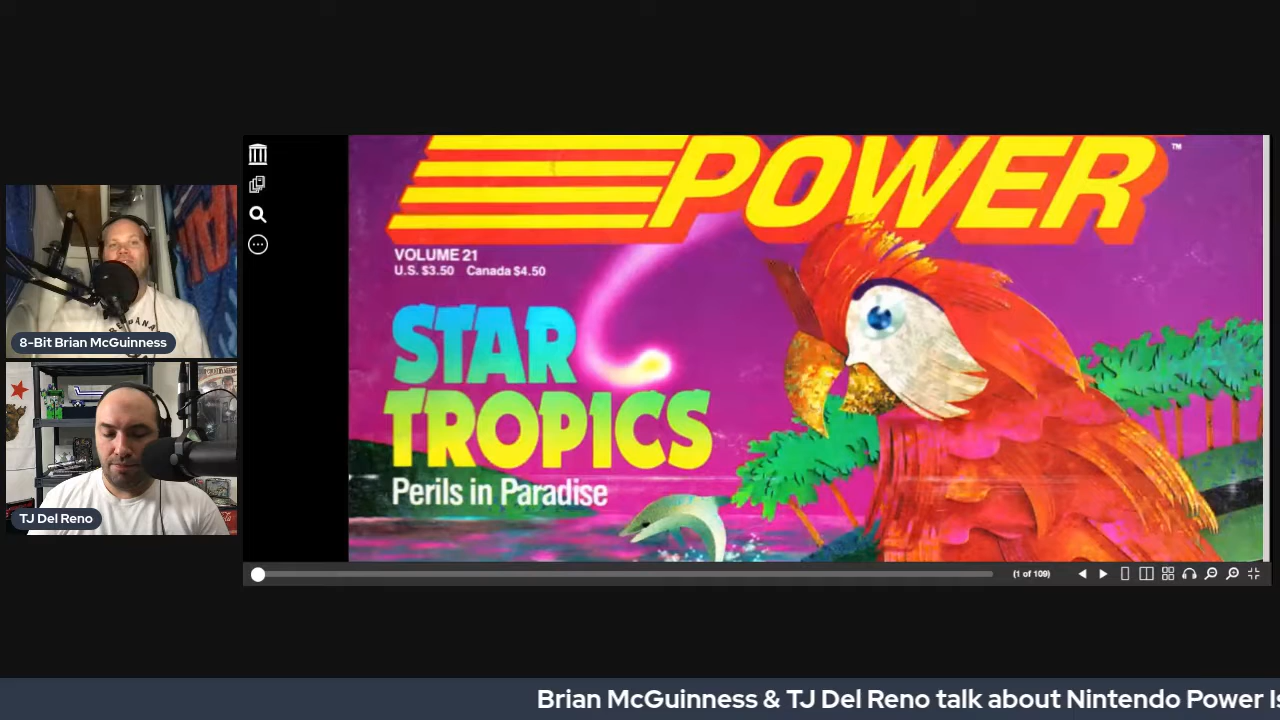 POWER
™
VOLUME 21
U.S. $3.50 Canada $4.50
STAR
TROPICS
Perils in Paradise
8-Bit Brian McGuinness
TJ Del Reno
(1 of 109)
Brian McGuinness & TJ Del Reno talk about Nintendo Power Is